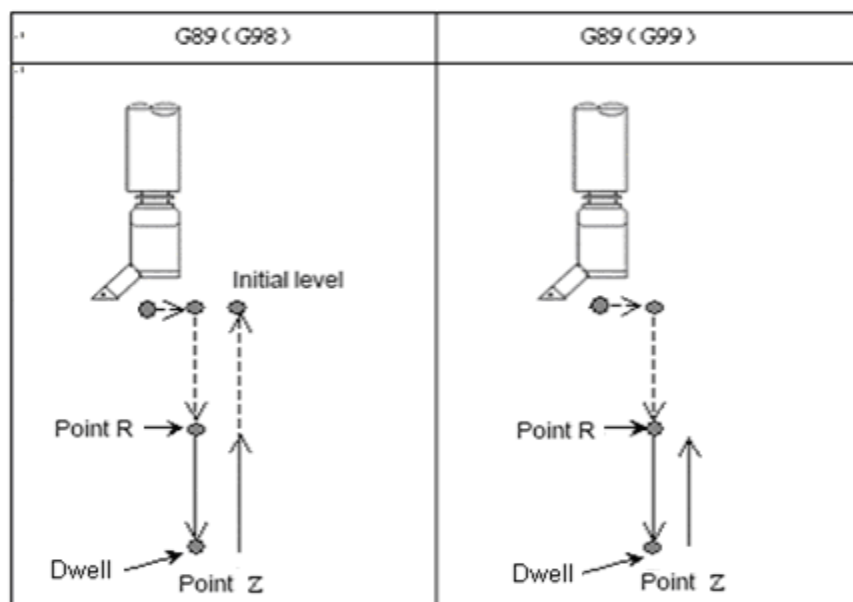 G89 (G98)
G89 (G99)
Initial level
Point R
Dwell
Point Z
Point R
Dwell
Point Z